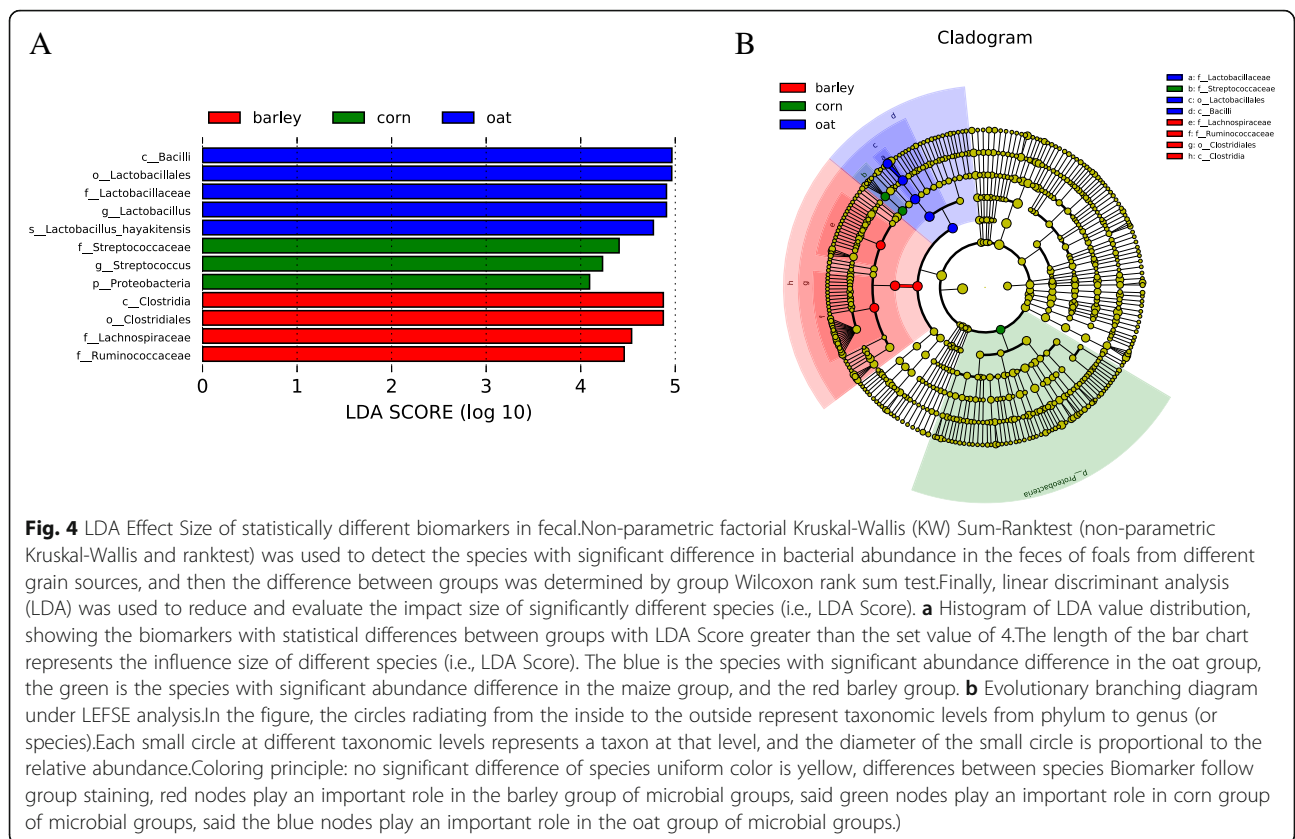 A
barley corn oat
c__Bacilli
o__Lactobacillales
f__Lactobacillaceae
g__Lactobacillus
s__Lactobacillus_hayakitensis
f__Streptococcaceae
g__Streptococcus
p__Proteobacteria
c__Clostridia
o__Clostridiales
f__Lachnospiraceae
f__Ruminococcaceae
0 1 2 3 4 5
LDA SCORE (log 10)
B
Cladogram
barley
corn
oat
a: f__Lactobacillaceae
b: f__Streptococcaceae
c: o__Lactobacillales
d: c__Bacilli
e: f__Lachnospiraceae
f: f__Ruminococcaceae
g: o__Clostridiales
h: c__Clostridia
d
c
b
e
h
g
f
p__Proteobacteria
Fig. 4 LDA Effect Size of statistically different biomarkers in fecal.Non-parametric factorial Kruskal-Wallis (KW) Sum-Ranktest (non-parametric
Kruskal-Wallis and ranktest) was used to detect the species with significant difference in bacterial abundance in the feces of foals from different
grain sources, and then the difference between groups was determined by group Wilcoxon rank sum test.Finally, linear discriminant analysis
(LDA) was used to reduce and evaluate the impact size of significantly different species (i.e., LDA Score). a Histogram of LDA value distribution,
showing the biomarkers with statistical differences between groups with LDA Score greater than the set value of 4.The length of the bar chart
represents the influence size of different species (i.e., LDA Score). The blue is the species with significant abundance difference in the oat group,
the green is the species with significant abundance difference in the maize group, and the red barley group. b Evolutionary branching diagram
under LEFSE analysis.In the figure, the circles radiating from the inside to the outside represent taxonomic levels from phylum to genus (or
species).Each small circle at different taxonomic levels represents a taxon at that level, and the diameter of the small circle is proportional to the
relative abundance.Coloring principle: no significant difference of species uniform color is yellow, differences between species Biomarker follow
group staining, red nodes play an important role in the barley group of microbial groups, said green nodes play an important role in corn group
of microbial groups, said the blue nodes play an important role in the oat group of microbial groups.)